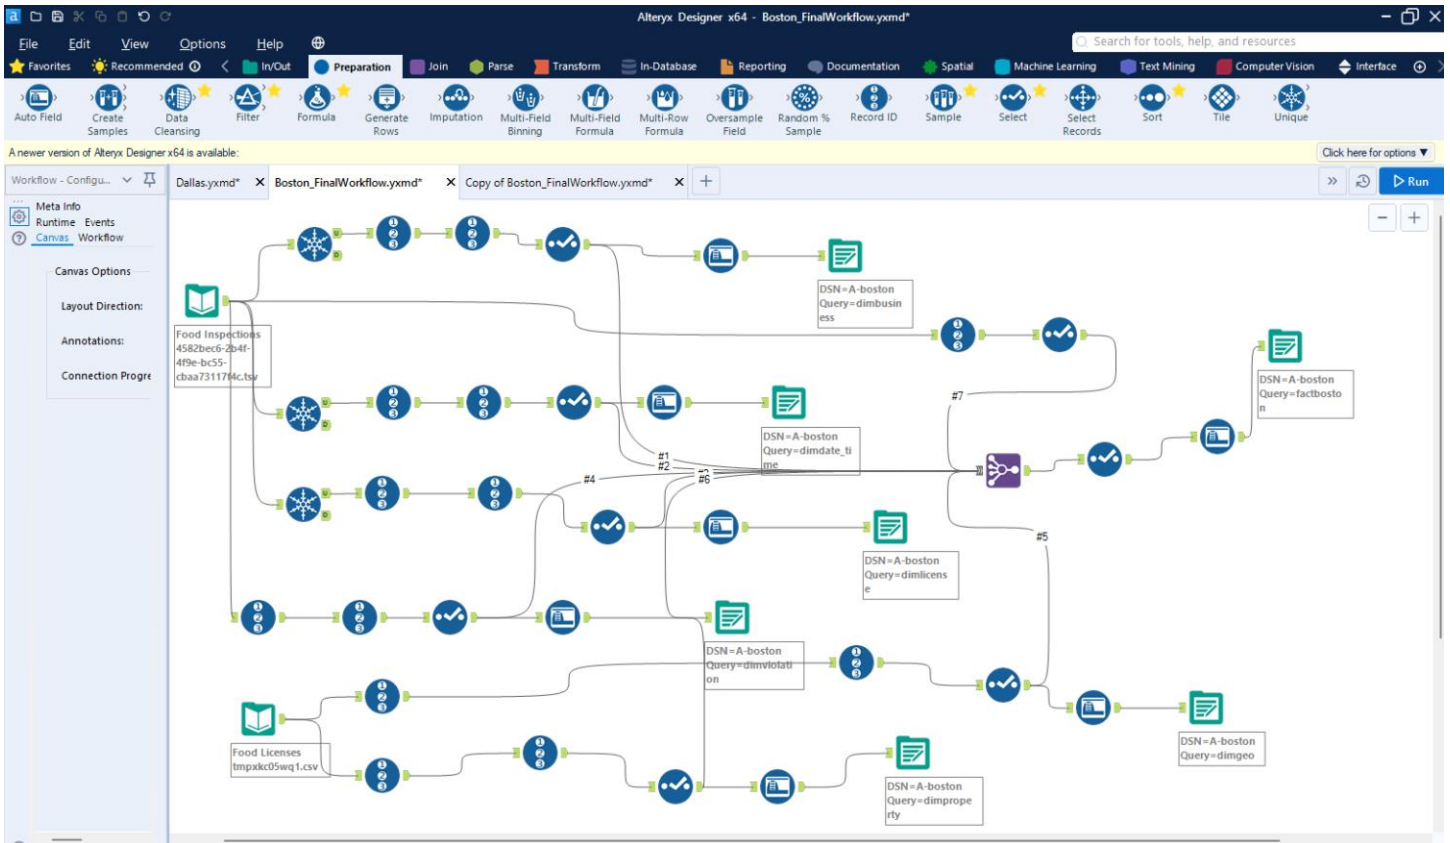 a
Alteryx Designer x64 - Boston_FinalWorkflow.yxmd*
File Edit View Options Help
Search for tools, help, and resources
Favorites Recommended In/Out Preparation Join Parse Transform In-Database Reporting Documentation Spatial Machine Learning Text Mining Computer Vision Interface
Auto Field
Create
Samples
Data
Cleansing
Filter
Formula
Generate
Rows
Imputation
Multi-Field
Binning
Multi-Field
Formula
Multi-Row
Formula
Oversample
Field
Random %
Sample
Record ID
Sample
Select
Select
Records
Sort
Tile
Unique
A newer version of Alteryx Designer x64 is available:
Click here for options ▼
Workflow - Configu...
Dallas.yxmd* X
Boston_FinalWorkflow.yxmd* X
Copy of Boston_FinalWorkflow.yxmd* X
+
Run
Meta Info
Runtime Events
Canvas Workflow
Canvas Options
Layout Direction:
Annotations:
Connection Progre
Food Inspections
4582bec6-2b4f-
4f9e-bc55-
cbaa73117f4c.tsv
DSN=A-boston
Query=dimbusin
ess
DSN=A-boston
Query=factbosto
n
DSN=A-boston
Query=dimdate_ti
me
#7
#1
#2
#4
#6
#5
DSN=A-boston
Query=dimlicens
e
DSN=A-boston
Query=dimviolati
on
Food Licenses
tmpxkc05wq1.csv
DSN=A-boston
Query=dimgeo
DSN=A-boston
Query=dimprope
rty